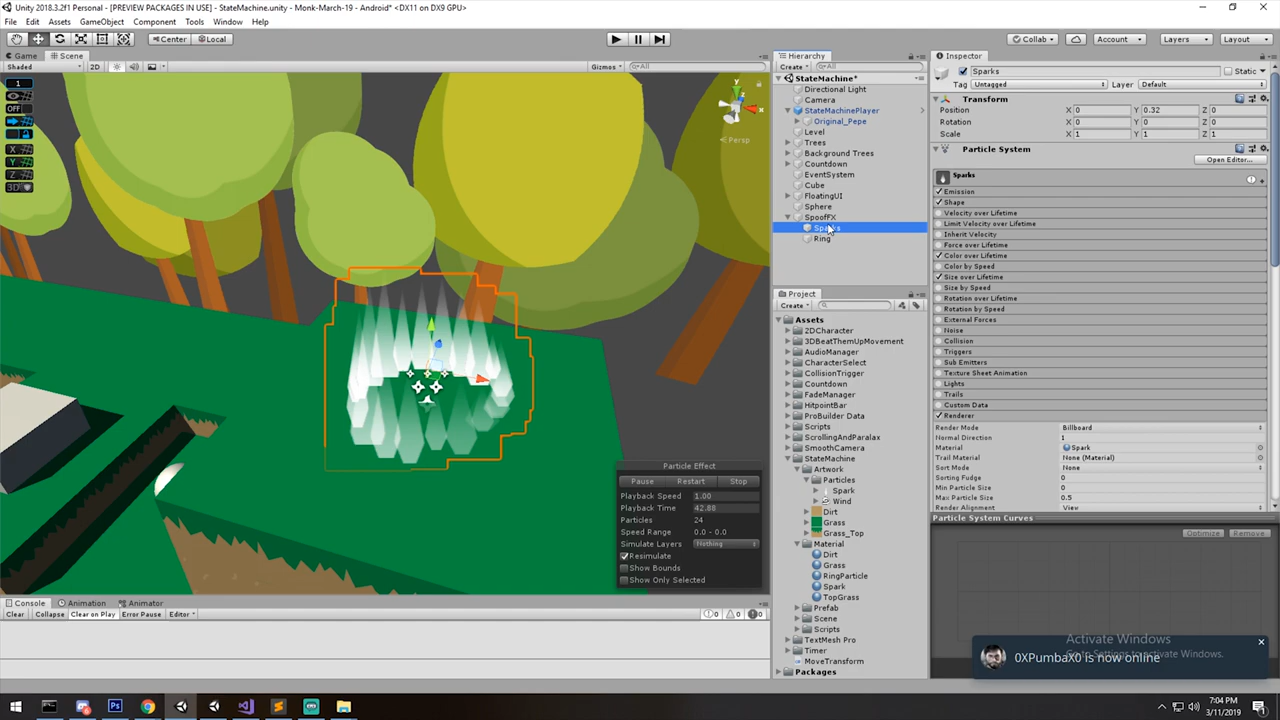 Unity 2018.3.2f1 Personal - [PREVIEW PACKAGES IN USE] - StateMachine.unity - Monk-March-19 - Android* <DX11 on DX9 GPU>
File Edit Assets GameObject Component Tools Window Help
Center Local Collab Account Layers Layout
Game Scene
Shaded 2D Gizmos All
1
OFF
X
Y
Z
3D
y
x
Persp
Particle Effect
Pause Restart Stop
Playback Speed 1.00
Playback Time 42.88
Particles 24
Speed Range 0.0 - 0.0
Simulate Layers Nothing
Resimulate
Show Bounds
Show Only Selected
Console Animation Animator
Clear Collapse Clear on Play Error Pause Editor 0 0 0
Hierarchy
Create All
StateMachine*
Directional Light
Camera
StateMachinePlayer
Original_Pepe
Level
Trees
Background Trees
Countdown
EventSystem
Cube
FloatingUI
Sphere
SpoofFX
Sparks
Ring
Project
Create
Assets
2DCharacter
3DBeatThemUpMovement
AudioManager
CharacterSelect
CollisionTrigger
Countdown
FadeManager
HitpointBar
ProBuilder Data
Scripts
ScrollingAndParalax
SmoothCamera
StateMachine
Artwork
Particles
Spark
Wind
Dirt
Grass
Grass_Top
Material
Dirt
Grass
RingParticle
Spark
TopGrass
Prefab
Scene
Scripts
TextMesh Pro
Timer
MoveTransform
Packages
Inspector
Sparks Static
Tag Untagged Layer Default
Transform
Position X 0 Y 0.32 Z 0
Rotation X 0 Y 0 Z 0
Scale X 1 Y 1 Z 1
Particle System
Open Editor...
Sparks
Emission
Shape
Velocity over Lifetime
Limit Velocity over Lifetime
Inherit Velocity
Force over Lifetime
Color over Lifetime
Color by Speed
Size over Lifetime
Size by Speed
Rotation over Lifetime
Rotation by Speed
External Forces
Noise
Collision
Triggers
Sub Emitters
Texture Sheet Animation
Lights
Trails
Custom Data
Renderer
Render Mode Billboard
Normal Direction 1
Material Spark
Trail Material None (Material)
Sort Mode None
Sorting Fudge 0
Min Particle Size 0
Max Particle Size 0.5
Render Alignment View
Particle System Curves
Optimize Remove
Activate Windows
Go to Settings to activate Windows.
0XPumbaX0 is now online
7:04 PM
3/11/2019